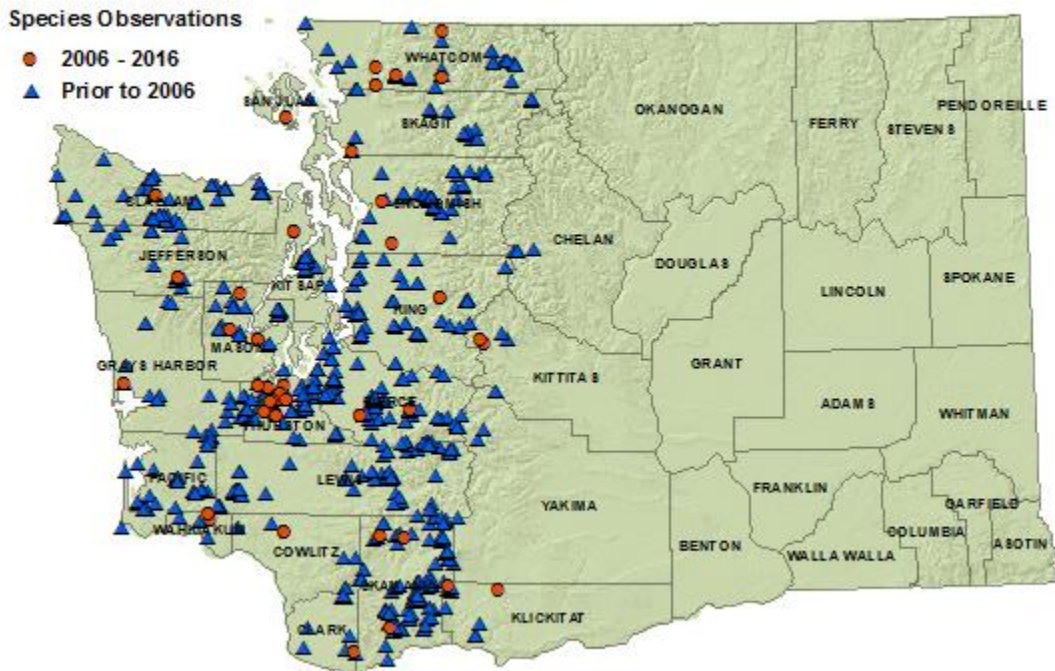 Species Observations
2006 - 2016
Prior to 2006
WHATCOM
SAN JUAN
SKAGIT
OKANOGAN
FERRY
STEVENS
PEND OREILLE
CLALLAM
SNOHOMISH
CHELAN
JEFFERSON
DOUGLAS
KITSAP
LINCOLN
SPOKANE
KING
MASON
GRAYS HARBOR
GRANT
KITTITAS
PIERCE
ADAMS
WHITMAN
THURSTON
PACIFIC
LEWIS
FRANKLIN
YAKIMA
GARFIELD
WAHKIAKUM
COLUMBIA
COWLITZ
BENTON
WALLA WALLA
ASOTIN
SKAMANIA
KLICKITAT
CLARK